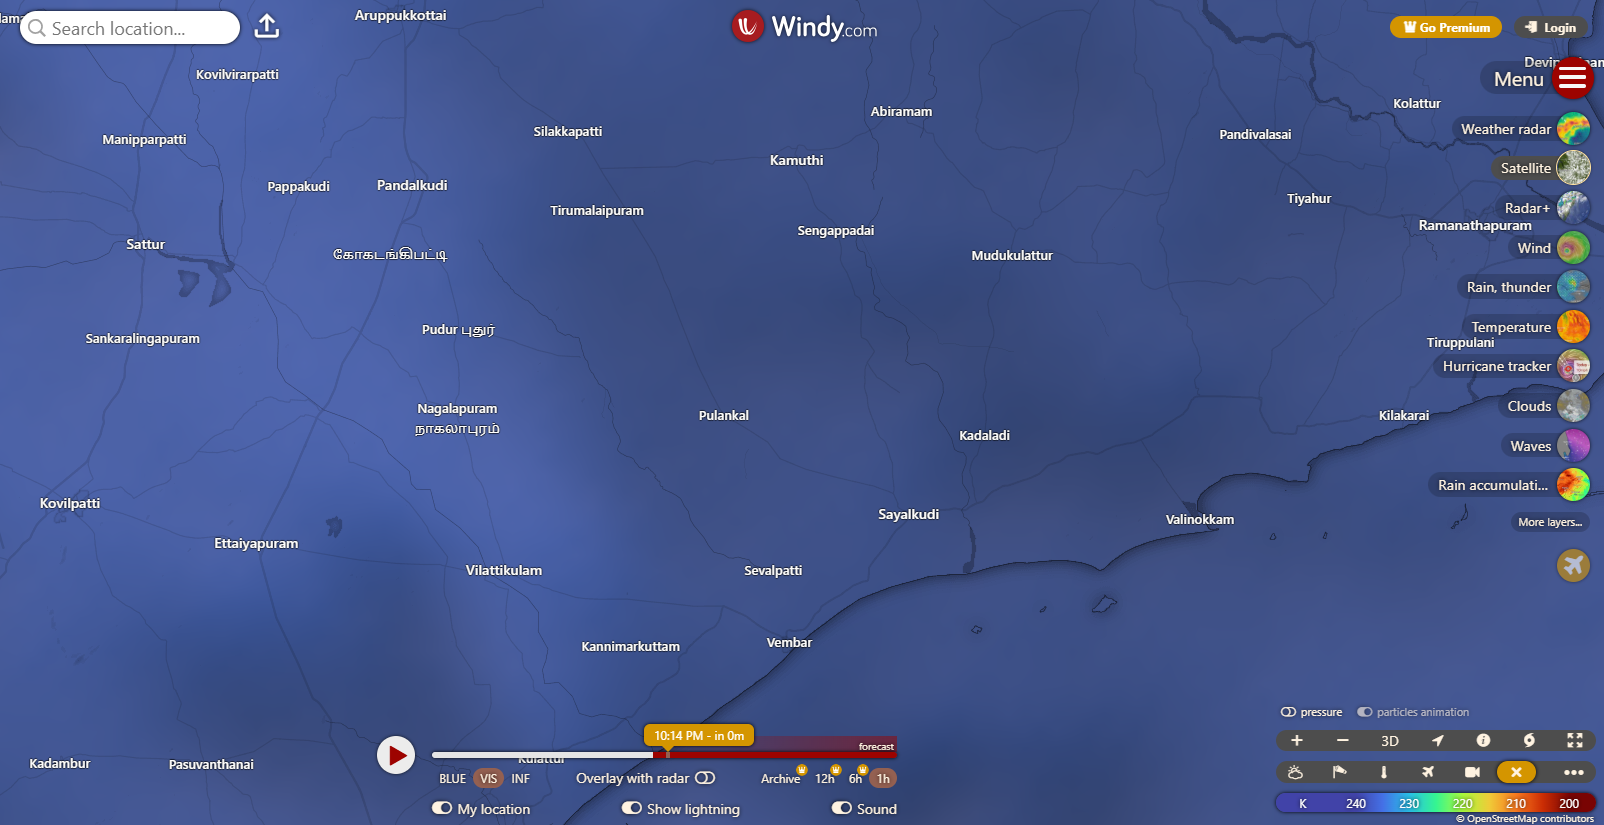 Aruppukkottai
Search location...
Windy.com
Go Premium
Login
Kovilvirarpatti
Menu
Kolattur
Abiramam
Manipparpatti
Silakkapatti
Pandivalasai
Weather radar
Kamuthi
Satellite
Pappakudi
Pandalkudi
Tiyahur
Radar+
Tirumalaipuram
Ramanathapuram
Sengappadai
Sattur
Wind
கோகடங்கிபட்டி
Mudukulattur
Rain, thunder
Pudur புதுர்
Temperature
Sankaralingapuram
Tiruppulani
Hurricane tracker
Nagalapuram
நாகலாபுரம்
Pulankal
Kilakarai
Clouds
Kadaladi
Waves
Rain accumulati...
Kovilpatti
Sayalkudi
Valinokkam
More layers...
Ettaiyapuram
Vilattikulam
Sevalpatti
Kannimarkuttam
Vembar
pressure
particles animation
10:14 PM - in 0m
forecast
3D
Kadambur
Pasuvanthanai
BLUE VIS INF
Overlay with radar
Archive 12h 6h 1h
My location
Show lightning
Sound
K 240 230 220 210 200
© OpenStreetMap contributors